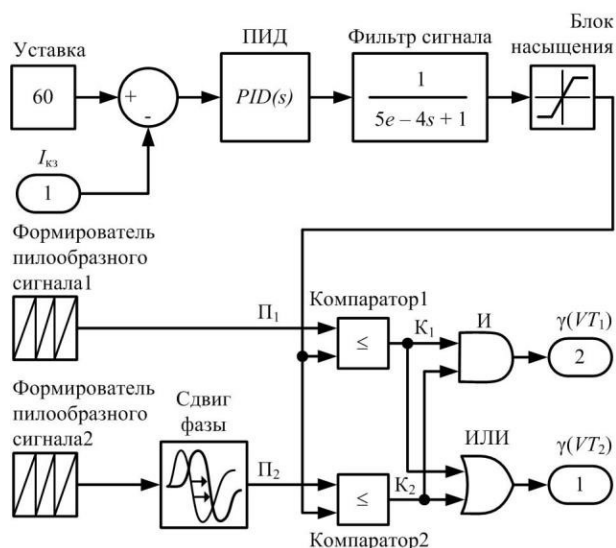 Уставка
60
+
-
ПИД
PID(s)
Фильтр сигнала
1
5e – 4s + 1
Блок
насыщения
Iкз
1
Формирователь
пилообразного
сигнала1
П1
Компаратор1
≤
К1
И
γ(VT1)
2
Формирователь
пилообразного
сигнала2
Сдвиг
фазы
П2
≤
К2
Компаратор2
ИЛИ
γ(VT2)
1